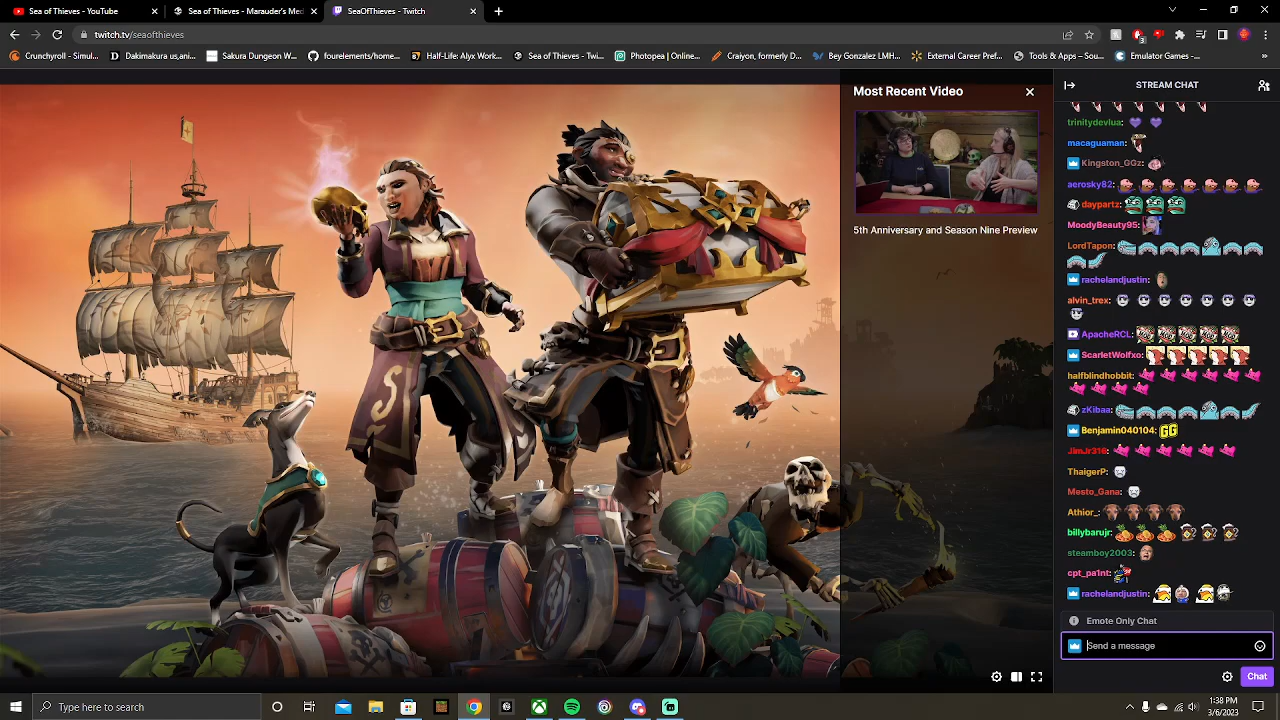 Sea of Thieves - YouTube
Sea of Thieves - Marauder's Med
SeaOfThieves - Twitch
twitch.tv/seaofthieves
Crunchyroll - Simul...
Dakimakura us,ani...
Sakura Dungeon W...
fourelements/home...
Half-Life Alyx Work...
Sea of Thieves - Twi...
Photopea | Online...
Craiyon, formerly D...
Bey Gonzalez LMH...
External Career Pref...
Tools & Apps - Sou...
Emulator Games -...
Most Recent Video
5th Anniversary and Season Nine Preview
STREAM CHAT
trinitydevlua:
macaguaman:
Kingston_GGz:
aerosky82:
daypartz:
MoodyBeauty95:
LordTapon:
rachelandjustin:
alvin_trex:
ApacheRCL:
ScarletWolfxo:
halfblindhobbit:
zKibaa:
Benjamin040104: GG
JimJr316:
ThaigerP:
Mesto_Gana:
Athior_:
billybarujr:
steamboy2003:
cpt_pa1nt:
rachelandjustin:
Emote Only Chat
Send a message
Chat
Type here to search
1:39 PM
3/6/2023